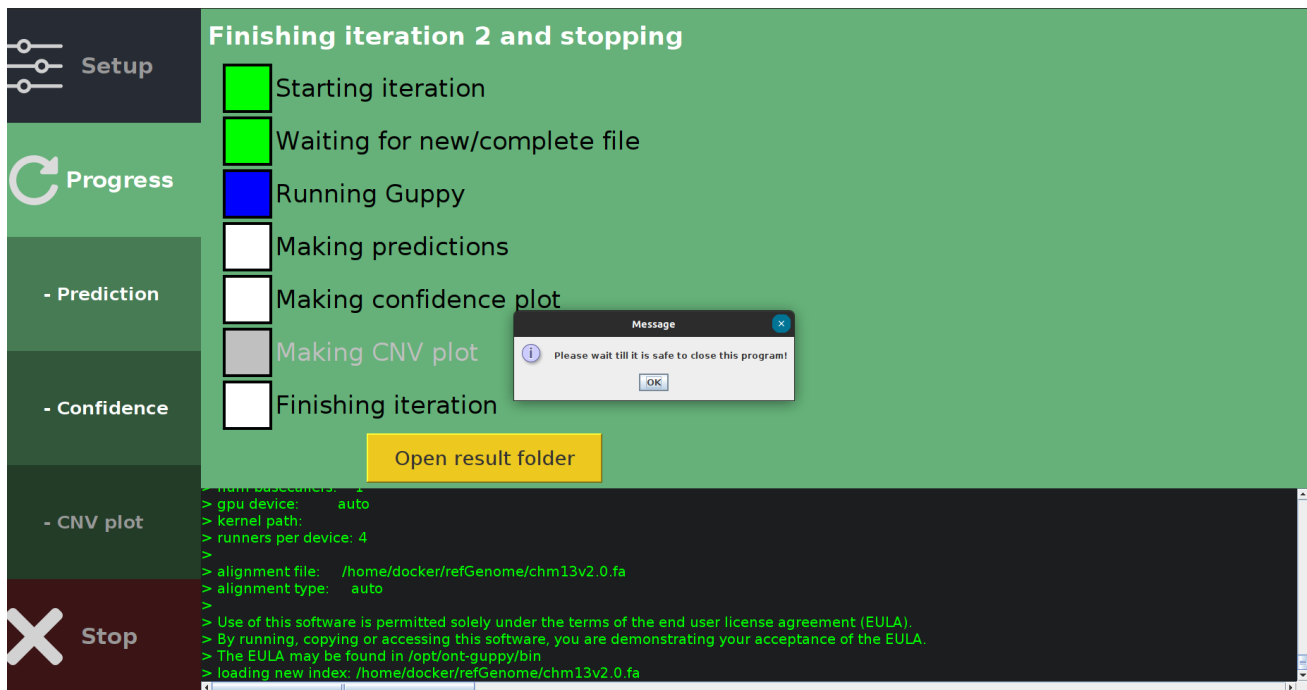 Setup
Progress
- Prediction
- Confidence
- CNV plot
Stop
Finishing iteration 2 and stopping
Starting iteration
Waiting for new/complete file
Running Guppy
Making predictions
Making confidence plot
Making CNV plot
Finishing iteration
Message
Please wait till it is safe to close this program!
OK
Open result folder
> num basecallers: 1
> gpu device: auto
> kernel path:
> runners per device: 4
>
> alignment file: /home/docker/refGenome/chm13v2.0.fa
> alignment type: auto
>
> Use of this software is permitted solely under the terms of the end user license agreement (EULA).
> By running, copying or accessing this software, you are demonstrating your acceptance of the EULA.
> The EULA may be found in /opt/ont-guppy/bin
> loading new index: /home/docker/refGenome/chm13v2.0.fa